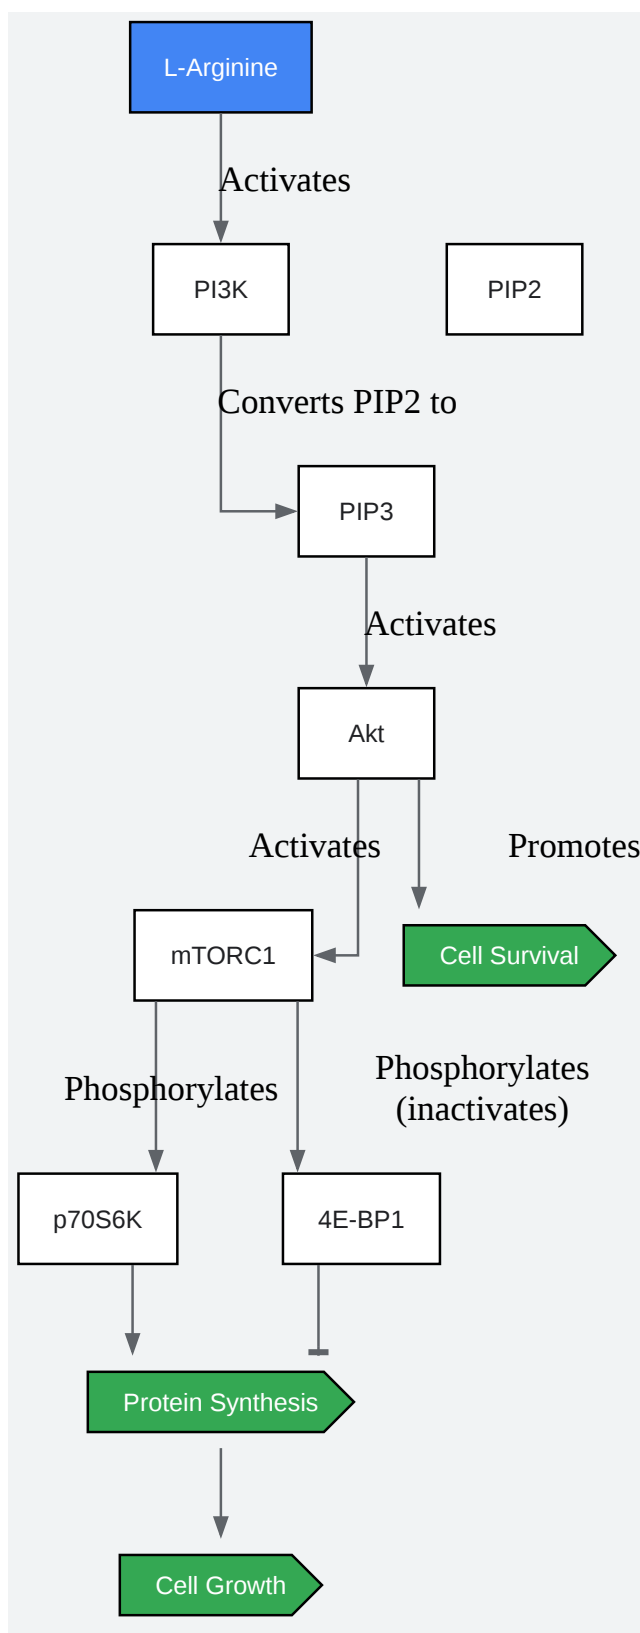 L-Arginine
Activates
PI3K
PIP2
Converts PIP2 to
PIP3
Activates
Akt
Activates
Promotes
mTORC1
Cell Survival
Phosphorylates
Phosphorylates
(inactivates)
p70S6K
4E-BP1
Protein Synthesis
Cell Growth